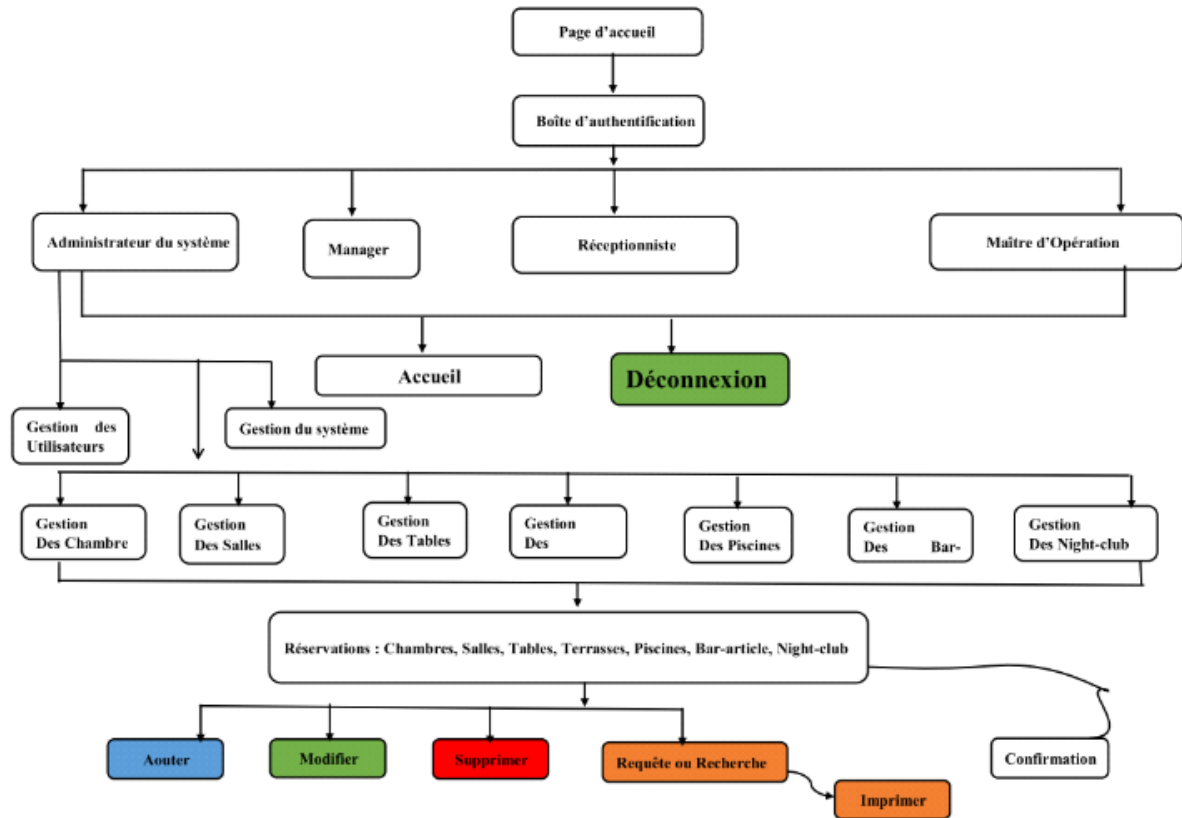 Page d'accueil
Boîte d'authentification
Administrateur du système
Manager
Réceptionniste
Maître d'Opération
Accueil
Déconnexion
Gestion des
Utilisateurs
Gestion du système
Gestion
Des Chambre
Gestion
Des Salles
Gestion
Des Tables
Gestion
Des
Gestion
Des Piscines
Gestion
Des Bar-
Gestion
Des Night-club
Réservations : Chambres, Salles, Tables, Terrasses, Piscines, Bar-article, Night-club
Aouter
Modifier
Supprimer
Requête ou Recherche
Confirmation
Imprimer